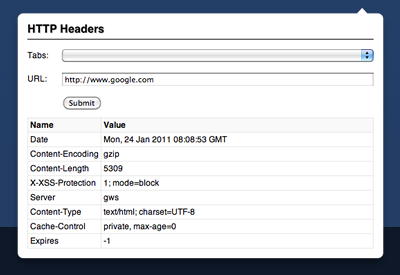 HTTP Headers
Tabs:
URL: http://www.google.com
Submit
Name Value
Date Mon, 24 Jan 2011 08:08:53 GMT
Content-Encoding gzip
Content-Length 5309
X-XSS-Protection 1; mode=block
Server gws
Content-Type text/html; charset=UTF-8
Cache-Control private, max-age=0
Expires -1